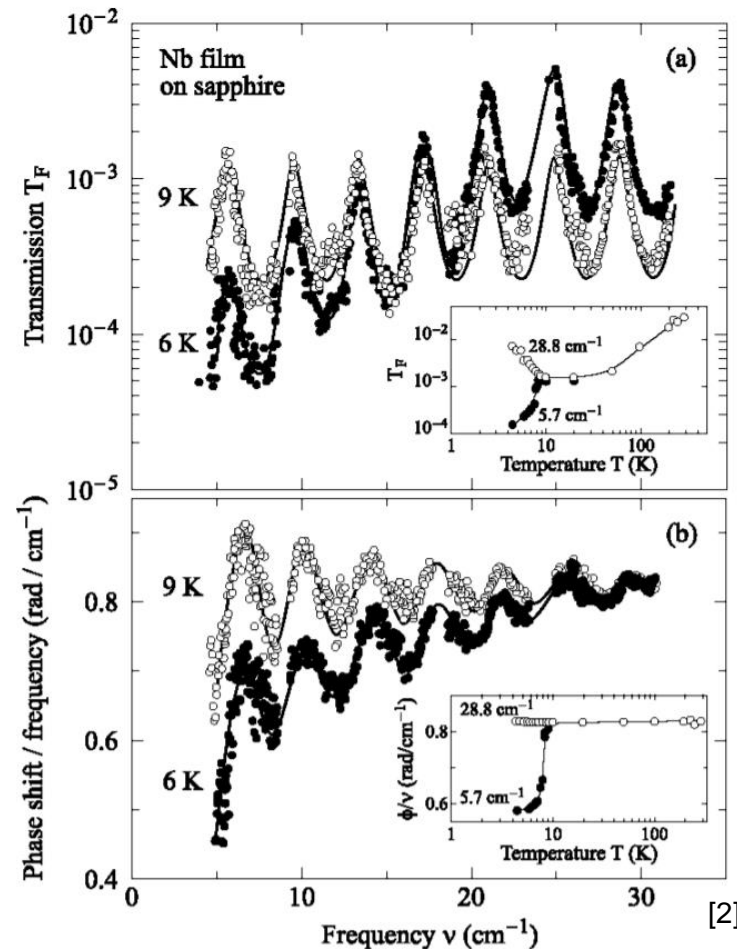 10⁻²
Nb film
on sapphire
(a)
Transmission T_F
10⁻³
9 K
10⁻⁴
6 K
10⁻²
28.8 cm⁻¹
T_F
10⁻³
5.7 cm⁻¹
10⁻⁴
1 10 100
Temperature T (K)
10⁻⁵
(b)
Phase shift / frequency (rad / cm⁻¹)
9 K
0.8
0.6
6 K
28.8 cm⁻¹
ϕ/ν (rad/cm⁻¹)
0.8
5.7 cm⁻¹
0.6
1 10 100
Temperature T (K)
0.4
0 10 20 30
Frequency ν (cm⁻¹)
[2]